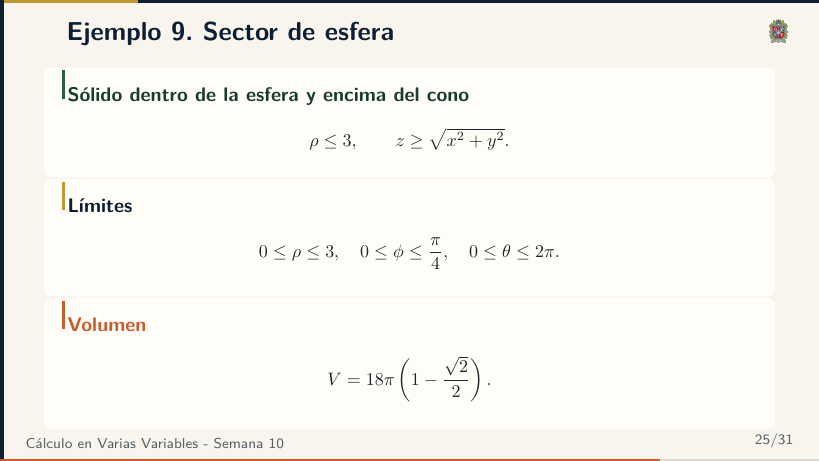 Ejemplo 9. Sector de esfera
Sólido dentro de la esfera y encima del cono
ρ ≤ 3, z ≥ √(x² + y²).
Límites
0 ≤ ρ ≤ 3, 0 ≤ ϕ ≤ π/4, 0 ≤ θ ≤ 2π.
Volumen
V = 18π (1 − √2/2).
Cálculo en Varias Variables - Semana 10
25/31